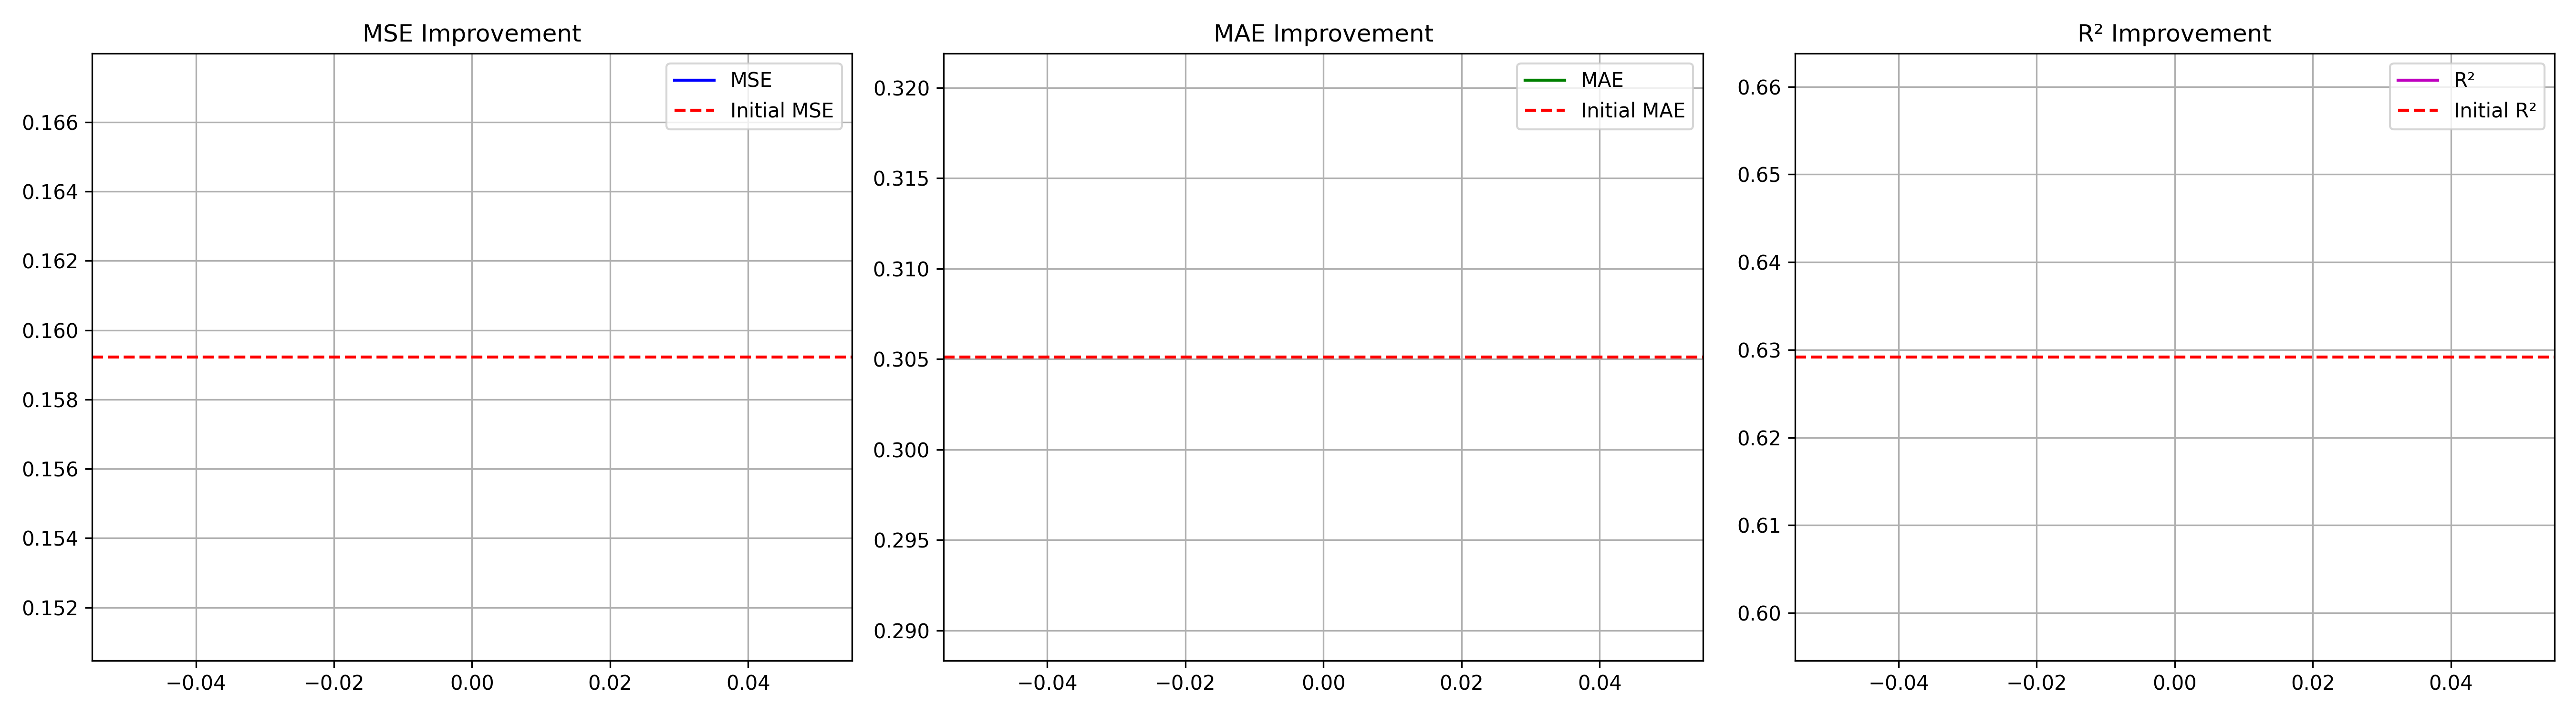 MSE Improvement
MSE
Initial MSE
0.166
0.164
0.162
0.160
0.158
0.156
0.154
0.152
−0.04 −0.02 0.00 0.02 0.04
MAE Improvement
MAE
Initial MAE
0.320
0.315
0.310
0.305
0.300
0.295
0.290
−0.04 −0.02 0.00 0.02 0.04
R² Improvement
R²
Initial R²
0.66
0.65
0.64
0.63
0.62
0.61
0.60
−0.04 −0.02 0.00 0.02 0.04